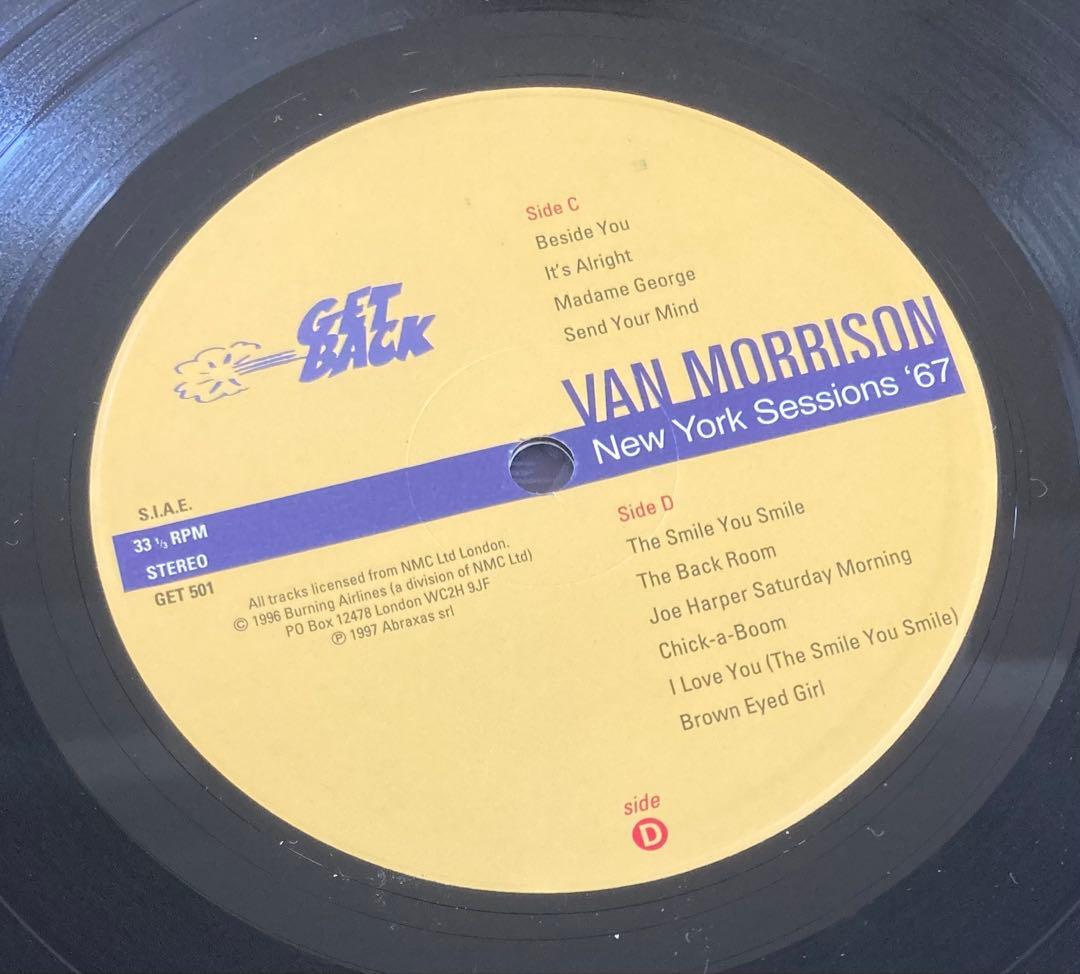 Side C
Beside You
It's Alright
Madame George
Send Your Mind
GET
BACK
VAN MORRISON
New York Sessions '67
S.I.A.E.
33 1/3 RPM
STEREO
GET 501
All tracks licensed from NMC Ltd London.
© 1996 Burning Airlines (a division of NMC Ltd)
PO Box 12478 London WC2H 9JF
℗ 1997 Abraxas srl
Side D
The Smile You Smile
The Back Room
Joe Harper Saturday Morning
Chick-a-Boom
I Love You (The Smile You Smile)
Brown Eyed Girl
side
D